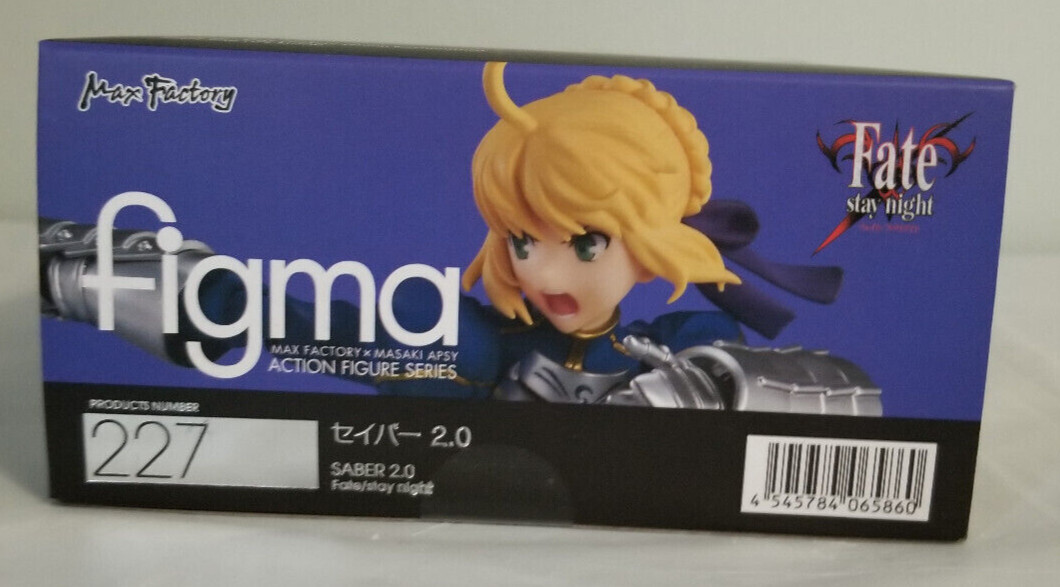 Max Factory
Fate
stay night
figma
MAX FACTORY×MASAKI APSY
ACTION FIGURE SERIES
PRODUCTS NUMBER
227
セイバー 2.0
SABER 2.0
Fate/stay night
4 545784 065860